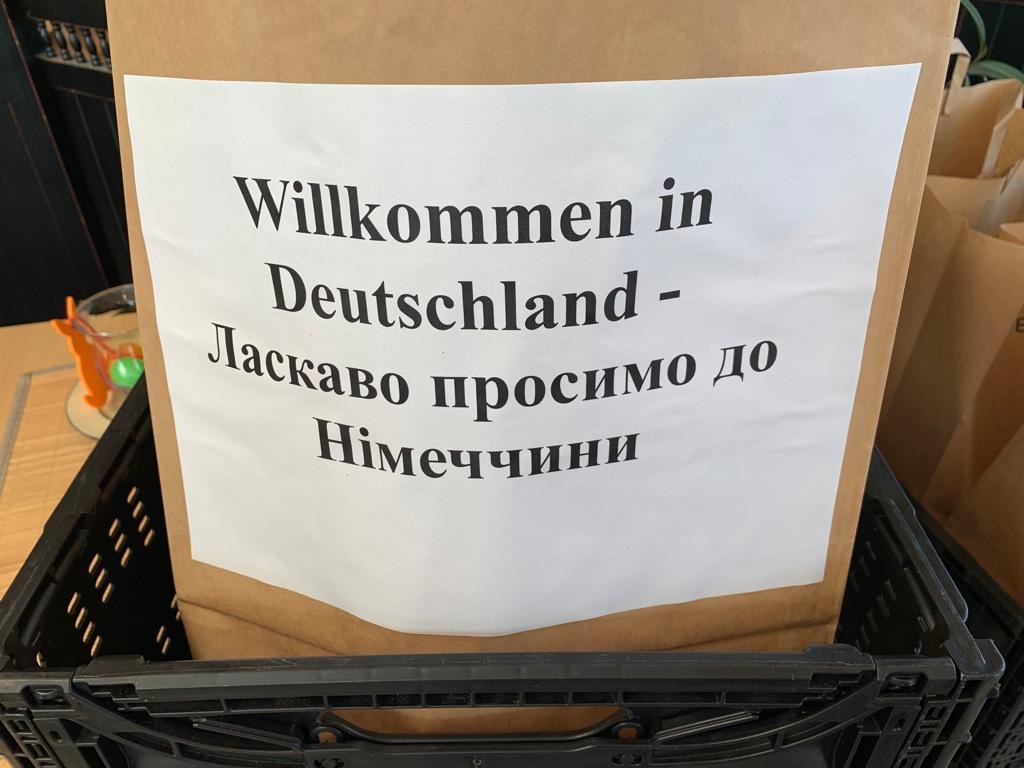 Willkommen in
Deutschland -
Ласкаво просимо до
Німеччини